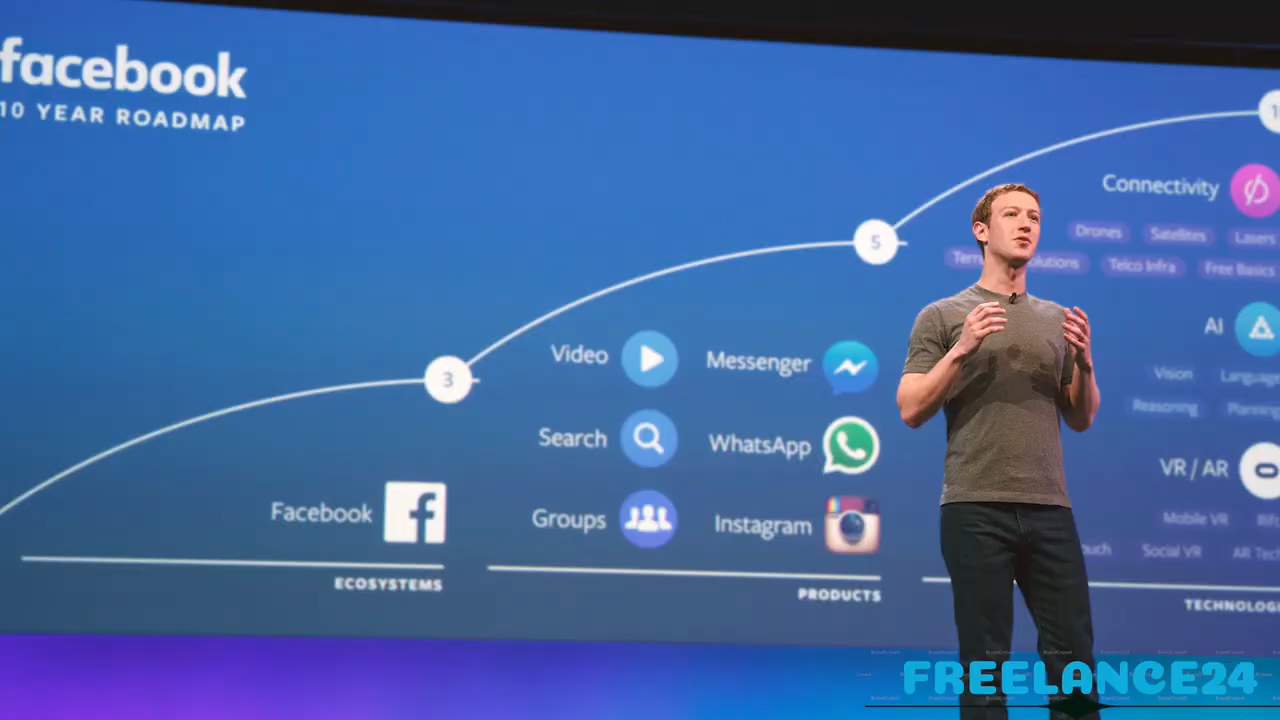 facebook
10 YEAR ROADMAP
3
Facebook
ECOSYSTEMS
5
Video
Messenger
Search
WhatsApp
Groups
Instagram
PRODUCTS
Connectivity
Drones
Satellites
Lasers
Telco Infra
Free Basics
AI
Vision
Reasoning
VR / AR
Mobile VR
Social VR
FREELANCE24